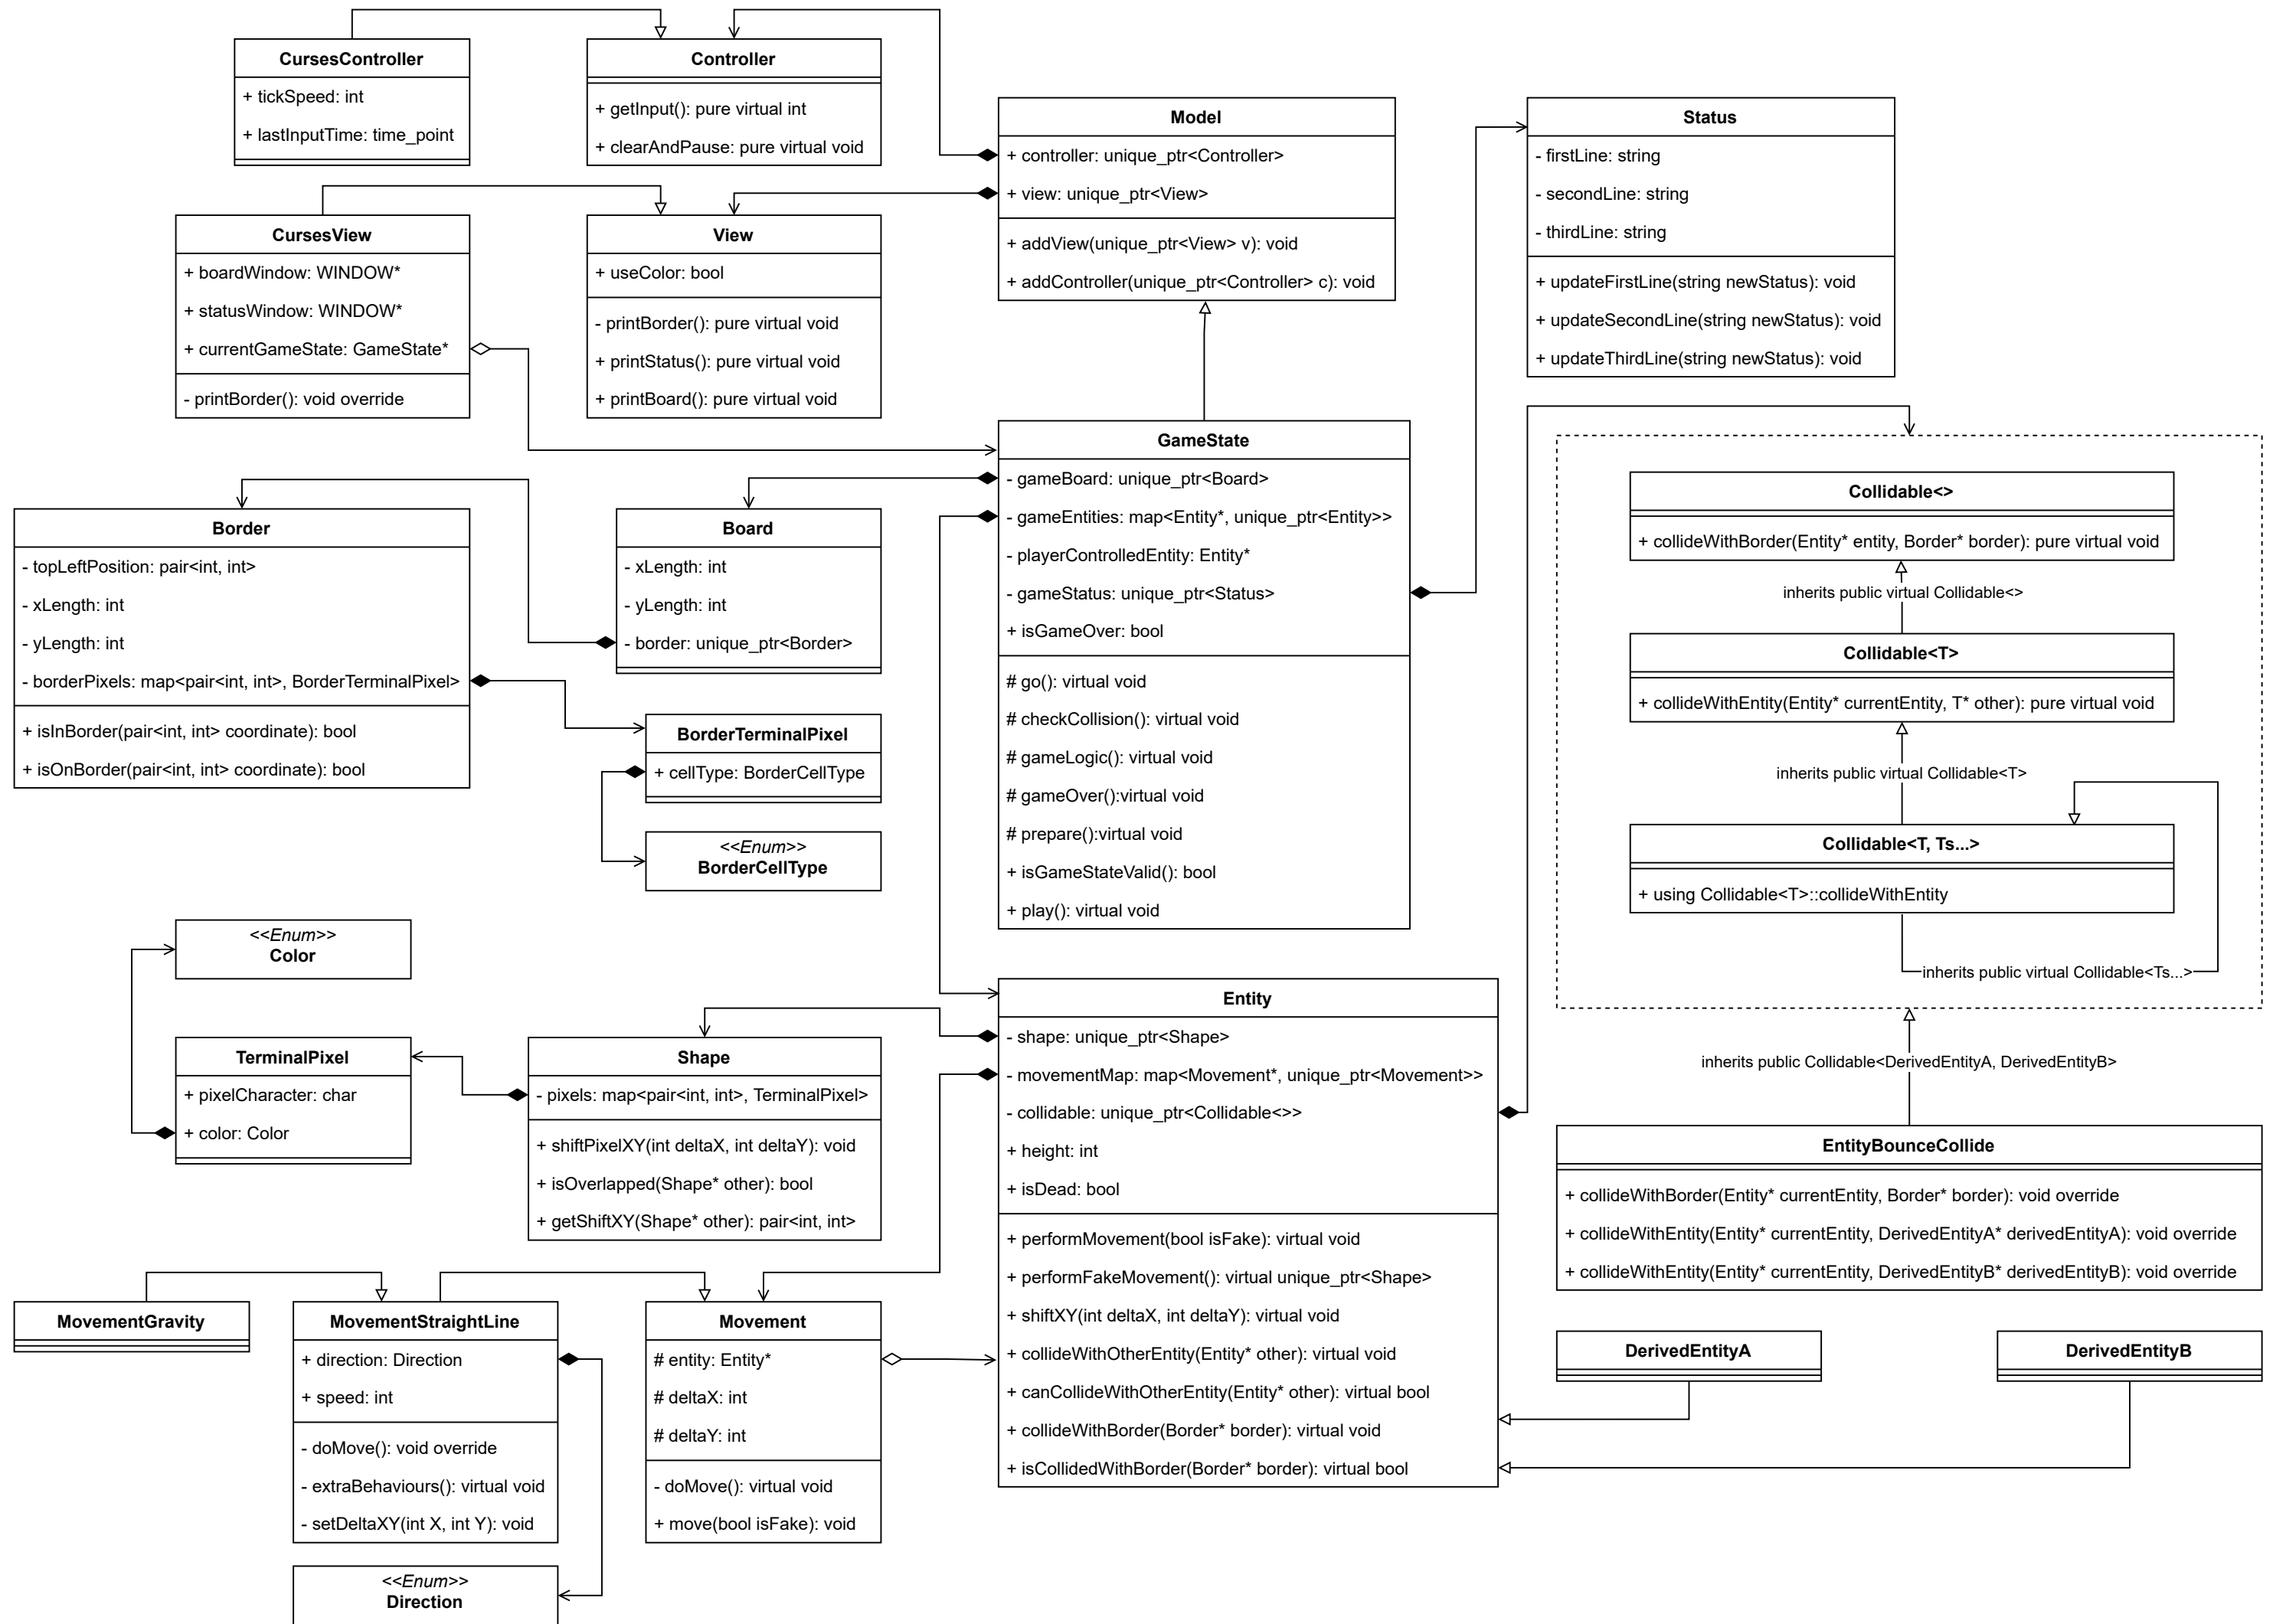 CursesController
+ tickSpeed: int
+ lastInputTime: time_point
Controller
+ getInput(): pure virtual int
+ clearAndPause: pure virtual void
Model
+ controller: unique_ptr<Controller>
+ view: unique_ptr<View>
+ addView(unique_ptr<View> v): void
+ addController(unique_ptr<Controller> c): void
Status
- firstLine: string
- secondLine: string
- thirdLine: string
+ updateFirstLine(string newStatus): void
+ updateSecondLine(string newStatus): void
+ updateThirdLine(string newStatus): void
CursesView
+ boardWindow: WINDOW*
+ statusWindow: WINDOW*
+ currentGameState: GameState*
- printBorder(): void override
View
+ useColor: bool
- printBorder(): pure virtual void
+ printStatus(): pure virtual void
+ printBoard(): pure virtual void
GameState
- gameBoard: unique_ptr<Board>
- gameEntities: map<Entity*, unique_ptr<Entity>>
- playerControlledEntity: Entity*
- gameStatus: unique_ptr<Status>
+ isGameOver: bool
# go(): virtual void
# checkCollision(): virtual void
# gameLogic(): virtual void
# gameOver():virtual void
# prepare():virtual void
+ isGameStateValid(): bool
+ play(): virtual void
Collidable<>
+ collideWithBorder(Entity* entity, Border* border): pure virtual void
inherits public virtual Collidable<>
Collidable<T>
+ collideWithEntity(Entity* currentEntity, T* other): pure virtual void
inherits public virtual Collidable<T>
Collidable<T, Ts...>
+ using Collidable<T>::collideWithEntity
inherits public virtual Collidable<Ts...>
Border
- topLeftPosition: pair<int, int>
- xLength: int
- yLength: int
- borderPixels: map<pair<int, int>, BorderTerminalPixel>
+ isInBorder(pair<int, int> coordinate): bool
+ isOnBorder(pair<int, int> coordinate): bool
Board
- xLength: int
- yLength: int
- border: unique_ptr<Border>
BorderTerminalPixel
+ cellType: BorderCellType
<<Enum>>
BorderCellType
<<Enum>>
Color
TerminalPixel
+ pixelCharacter: char
+ color: Color
Shape
- pixels: map<pair<int, int>, TerminalPixel>
+ shiftPixelXY(int deltaX, int deltaY): void
+ isOverlapped(Shape* other): bool
+ getShiftXY(Shape* other): pair<int, int>
Entity
- shape: unique_ptr<Shape>
- movementMap: map<Movement*, unique_ptr<Movement>>
- collidable: unique_ptr<Collidable<>>
+ height: int
+ isDead: bool
+ performMovement(bool isFake): virtual void
+ performFakeMovement(): virtual unique_ptr<Shape>
+ shiftXY(int deltaX, int deltaY): virtual void
+ collideWithOtherEntity(Entity* other): virtual void
+ canCollideWithOtherEntity(Entity* other): virtual bool
+ collideWithBorder(Border* border): virtual void
+ isCollidedWithBorder(Border* border): virtual bool
inherits public Collidable<DerivedEntityA, DerivedEntityB>
EntityBounceCollide
+ collideWithBorder(Entity* currentEntity, Border* border): void override
+ collideWithEntity(Entity* currentEntity, DerivedEntityA* derivedEntityA): void override
+ collideWithEntity(Entity* currentEntity, DerivedEntityB* derivedEntityB): void override
DerivedEntityA
DerivedEntityB
MovementGravity
MovementStraightLine
+ direction: Direction
+ speed: int
- doMove(): void override
- extraBehaviours(): virtual void
- setDeltaXY(int X, int Y): void
Movement
# entity: Entity*
# deltaX: int
# deltaY: int
- doMove(): virtual void
+ move(bool isFake): void
<<Enum>>
Direction